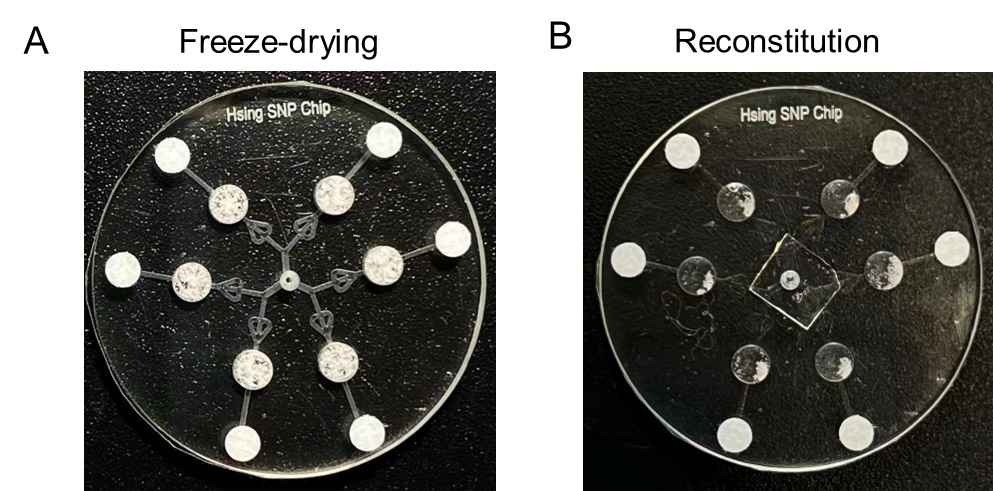 A
Freeze-drying
Hsing SNP Chip
B
Reconstitution
Hsing SNP Chip